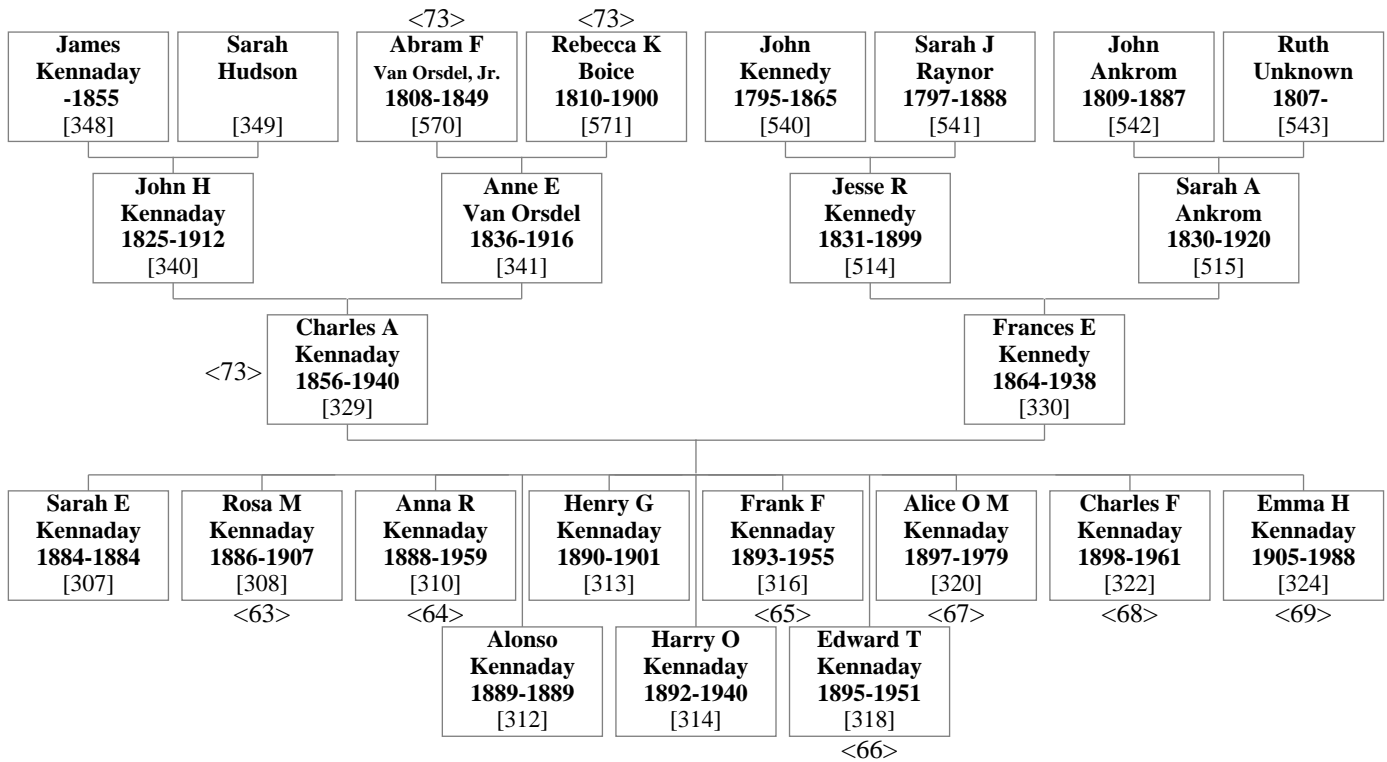 <73>
<73>
James
Kennaday
-1855
[348]
Sarah
Hudson
[349]
Abram F
Van Orsdel, Jr.
1808-1849
[570]
Rebecca K
Boice
1810-1900
[571]
John
Kennedy
1795-1865
[540]
Sarah J
Raynor
1797-1888
[541]
John
Ankrom
1809-1887
[542]
Ruth
Unknown
1807-
[543]
John H
Kennaday
1825-1912
[340]
Anne E
Van Orsdel
1836-1916
[341]
Jesse R
Kennedy
1831-1899
[514]
Sarah A
Ankrom
1830-1920
[515]
<73>
Charles A
Kennaday
1856-1940
[329]
Frances E
Kennedy
1864-1938
[330]
Sarah E
Kennaday
1884-1884
[307]
Rosa M
Kennaday
1886-1907
[308]
<63>
Anna R
Kennaday
1888-1959
[310]
<64>
Henry G
Kennaday
1890-1901
[313]
Frank F
Kennaday
1893-1955
[316]
<65>
Alice O M
Kennaday
1897-1979
[320]
<67>
Charles F
Kennaday
1898-1961
[322]
<68>
Emma H
Kennaday
1905-1988
[324]
<69>
Alonso
Kennaday
1889-1889
[312]
Harry O
Kennaday
1892-1940
[314]
Edward T
Kennaday
1895-1951
[318]
<66>